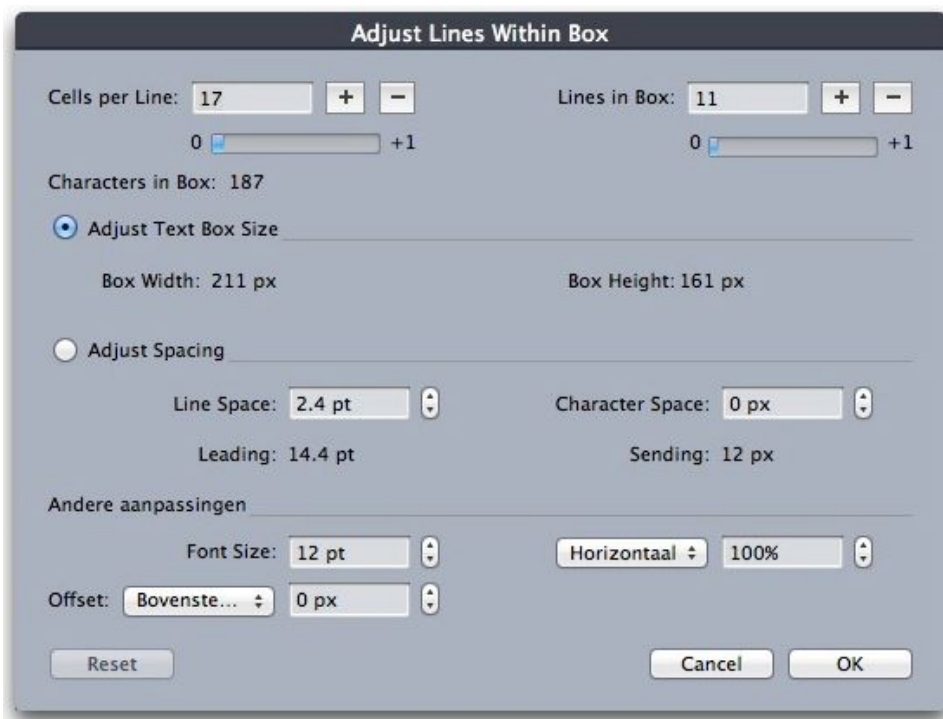 Adjust Lines Within Box
Cells per Line: 17 + − Lines in Box: 11 + −
0 +1 0 +1
Characters in Box: 187
Adjust Text Box Size
Box Width: 211 px Box Height: 161 px
Adjust Spacing
Line Space: 2.4 pt Character Space: 0 px
Leading: 14.4 pt Sending: 12 px
Andere aanpassingen
Font Size: 12 pt Horizontaal 100%
Offset: Bovenste... 0 px
Reset Cancel OK